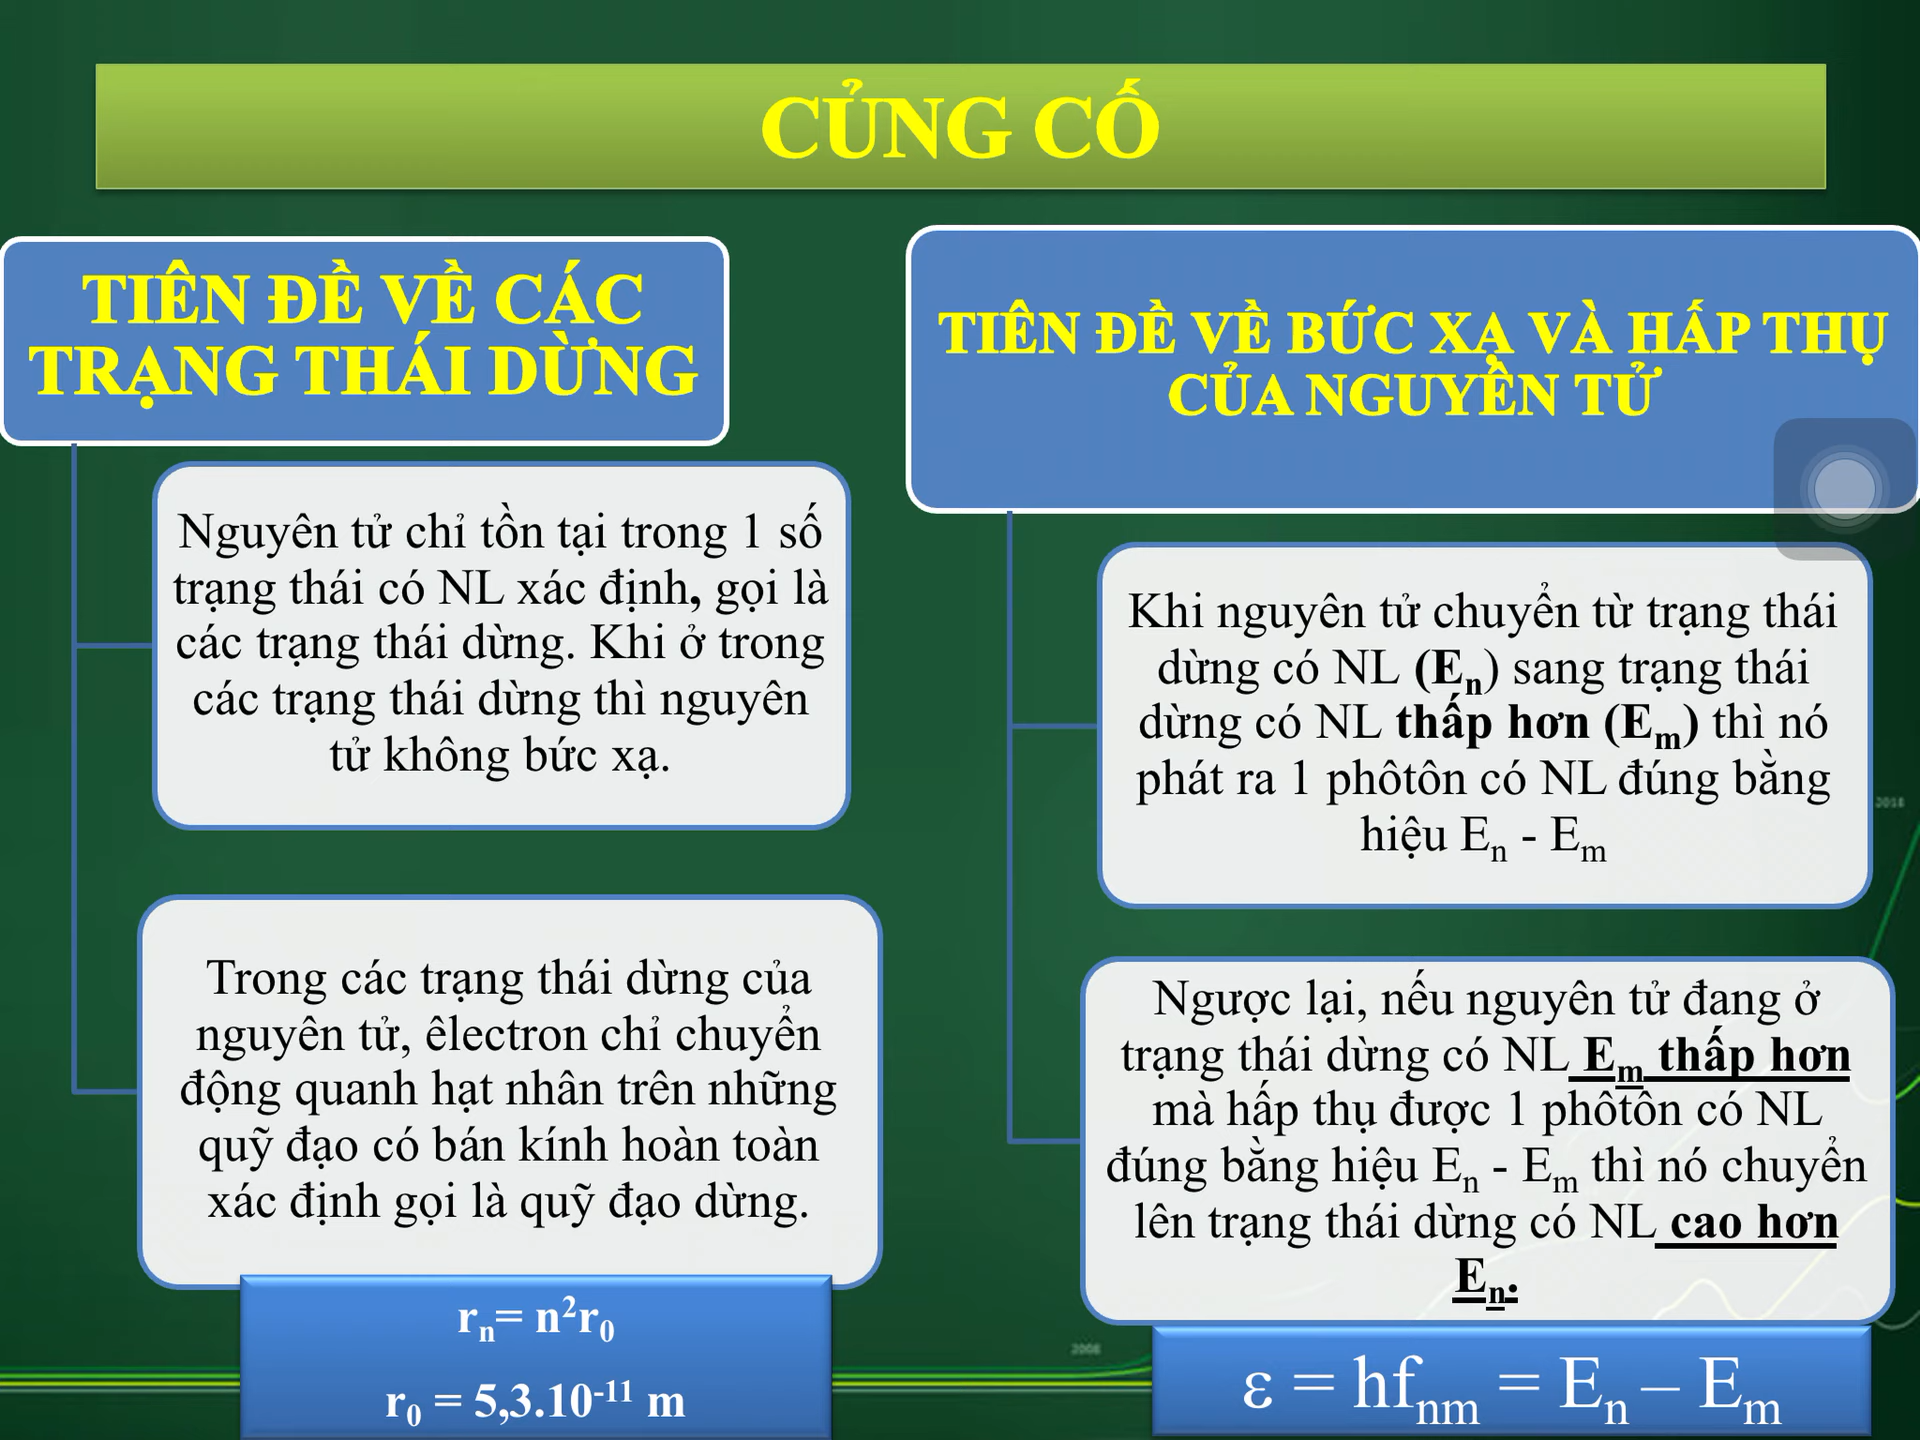 CỦNG CỐ
TIÊN ĐỀ VỀ CÁC
TRẠNG THÁI DỪNG
Nguyên tử chỉ tồn tại trong 1 số
trạng thái có NL xác định, gọi là
các trạng thái dừng. Khi ở trong
các trạng thái dừng thì nguyên
tử không bức xạ.
Trong các trạng thái dừng của
nguyên tử, êlectron chỉ chuyển
động quanh hạt nhân trên những
quỹ đạo có bán kính hoàn toàn
xác định gọi là quỹ đạo dừng.
rₙ= n²r₀
r₀ = 5,3.10⁻¹¹ m
TIÊN ĐỀ VỀ BỨC XẠ VÀ HẤP THỤ
CỦA NGUYÊN TỬ
Khi nguyên tử chuyển từ trạng thái
dừng có NL (Eₙ) sang trạng thái
dừng có NL thấp hơn (Eₘ) thì nó
phát ra 1 phôtôn có NL đúng bằng
hiệu Eₙ - Eₘ
Ngược lại, nếu nguyên tử đang ở
trạng thái dừng có NL Eₘ thấp hơn
mà hấp thụ được 1 phôtôn có NL
đúng bằng hiệu Eₙ - Eₘ thì nó chuyển
lên trạng thái dừng có NL cao hơn
Eₙ.
ε = hfₙₘ = Eₙ – Eₘ
2018
2008